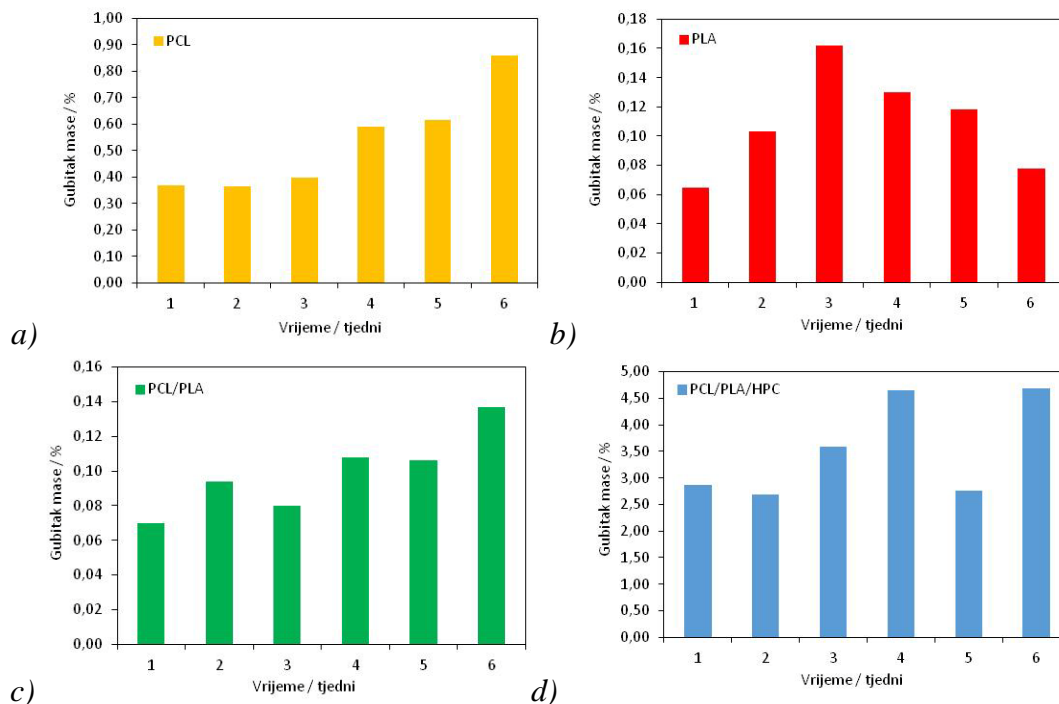 PCL
Gubitak mase / %
1,00
0,90
0,80
0,70
0,60
0,50
0,40
0,30
0,20
0,10
0,00
1 2 3 4 5 6
Vrijeme / tjedni
a)
PLA
Gubitak mase / %
0,18
0,16
0,14
0,12
0,10
0,08
0,06
0,04
0,02
0,00
1 2 3 4 5 6
Vrijeme / tjedni
b)
PCL/PLA
Gubitak mase / %
0,16
0,14
0,12
0,10
0,08
0,06
0,04
0,02
0,00
1 2 3 4 5 6
Vrijeme / tjedni
c)
PCL/PLA/HPC
Gubitak mase / %
5,00
4,50
4,00
3,50
3,00
2,50
2,00
1,50
1,00
0,50
0,00
1 2 3 4 5 6
Vrijeme / tjedni
d)